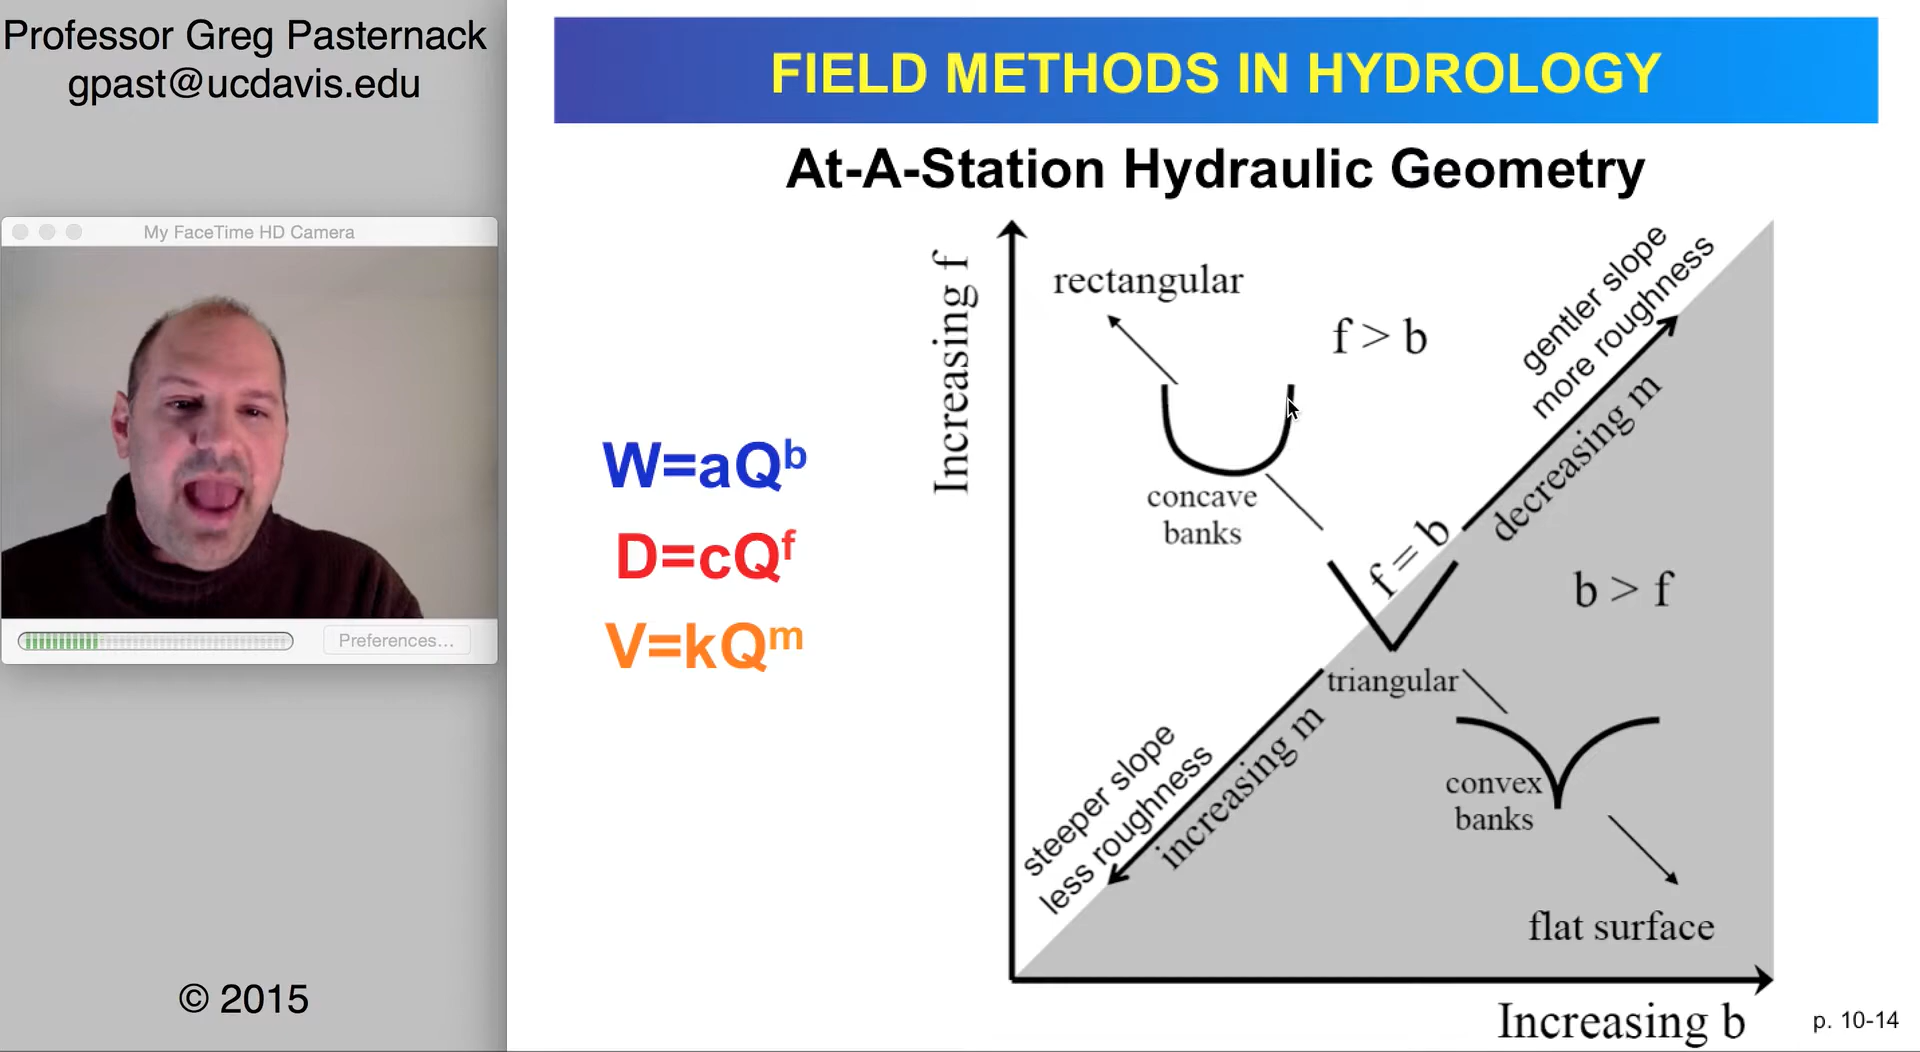 Professor Greg Pasternack
gpast@ucdavis.edu
My FaceTime HD Camera
Preferences...
© 2015
FIELD METHODS IN HYDROLOGY
At-A-Station Hydraulic Geometry
W=aQᵇ
D=cQᶠ
V=kQᵐ
Increasing f
rectangular
f > b
concave
banks
gentler slope
more roughness
decreasing m
f = b
b > f
triangular
steeper slope
less roughness
increasing m
convex
banks
flat surface
Increasing b
p. 10-14